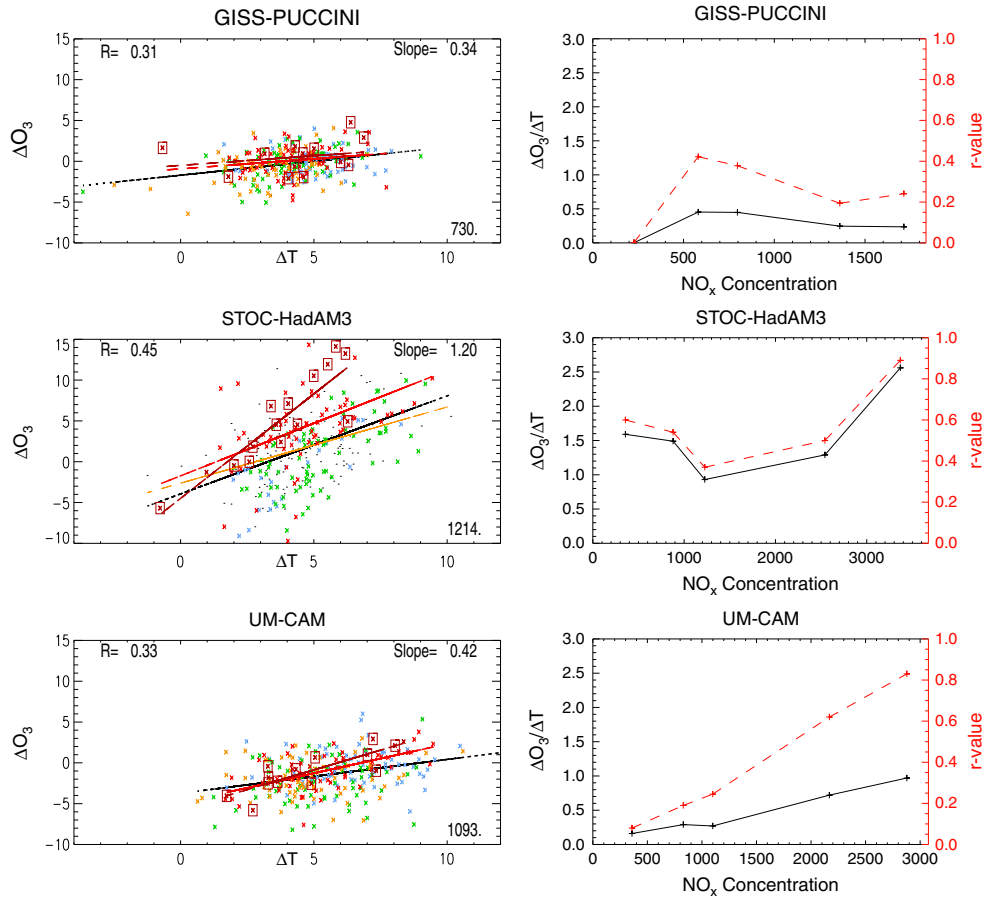 GISS-PUCCINI
R= 0.31 Slope= 0.34
15
10
5
0
−5
−10
ΔO3
730.
0 ΔT 5 10
GISS-PUCCINI
3.0
2.5
2.0
1.5
1.0
0.5
0.0
ΔO3/ΔT
1.0
0.8
0.6
0.4
0.2
0.0
r-value
0 500 1000 1500
NOx Concentration
STOC-HadAM3
R= 0.45 Slope= 1.20
15
10
5
0
−5
−10
ΔO3
1214.
0 ΔT 5 10
STOC-HadAM3
3.0
2.5
2.0
1.5
1.0
0.5
0.0
ΔO3/ΔT
1.0
0.8
0.6
0.4
0.2
0.0
r-value
0 1000 2000 3000
NOx Concentration
UM-CAM
R= 0.33 Slope= 0.42
15
10
5
0
−5
−10
ΔO3
1093.
0 ΔT 5 10
UM-CAM
3.0
2.5
2.0
1.5
1.0
0.5
0.0
ΔO3/ΔT
1.0
0.8
0.6
0.4
0.2
0.0
r-value
0 500 1000 1500 2000 2500 3000
NOx Concentration